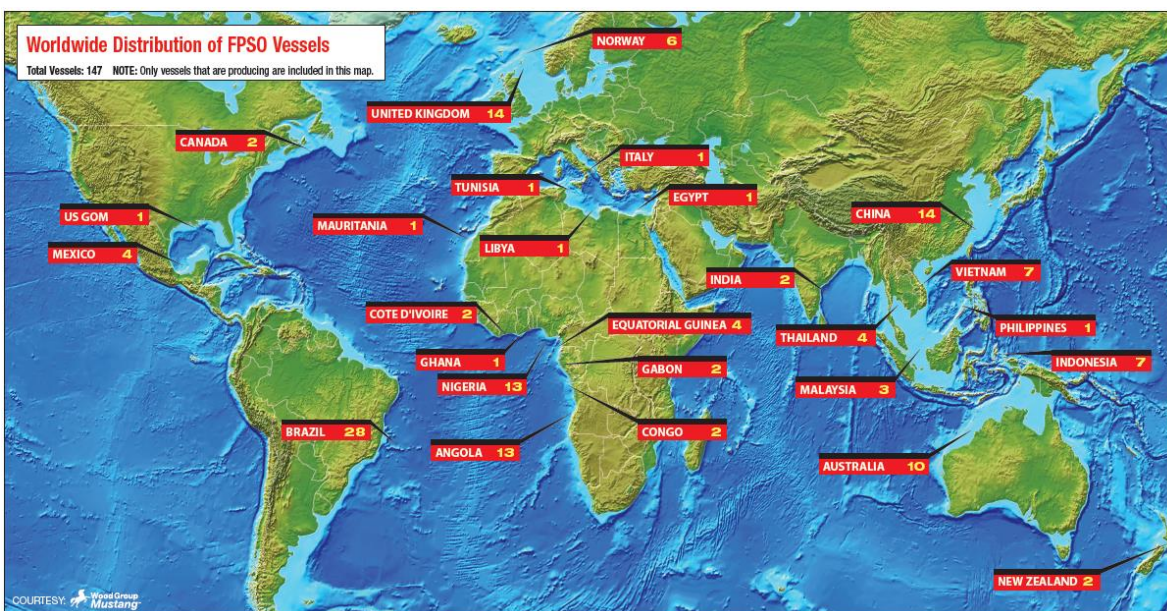 Worldwide Distribution of FPSO Vessels
Total Vessels: 147 NOTE: Only vessels that are producing are included in this map.
NORWAY 6
UNITED KINGDOM 14
CANADA 2
ITALY 1
TUNISIA 1
EGYPT 1
US GOM 1
MAURITANIA 1
CHINA 14
LIBYA 1
MEXICO 4
INDIA 2
VIETNAM 7
COTE D'IVOIRE 2
EQUATORIAL GUINEA 4
THAILAND 4
PHILIPPINES 1
GHANA 1
GABON 2
INDONESIA 7
NIGERIA 13
MALAYSIA 3
BRAZIL 28
CONGO 2
ANGOLA 13
AUSTRALIA 10
NEW ZEALAND 2
COURTESY: Wood Group
Mustang